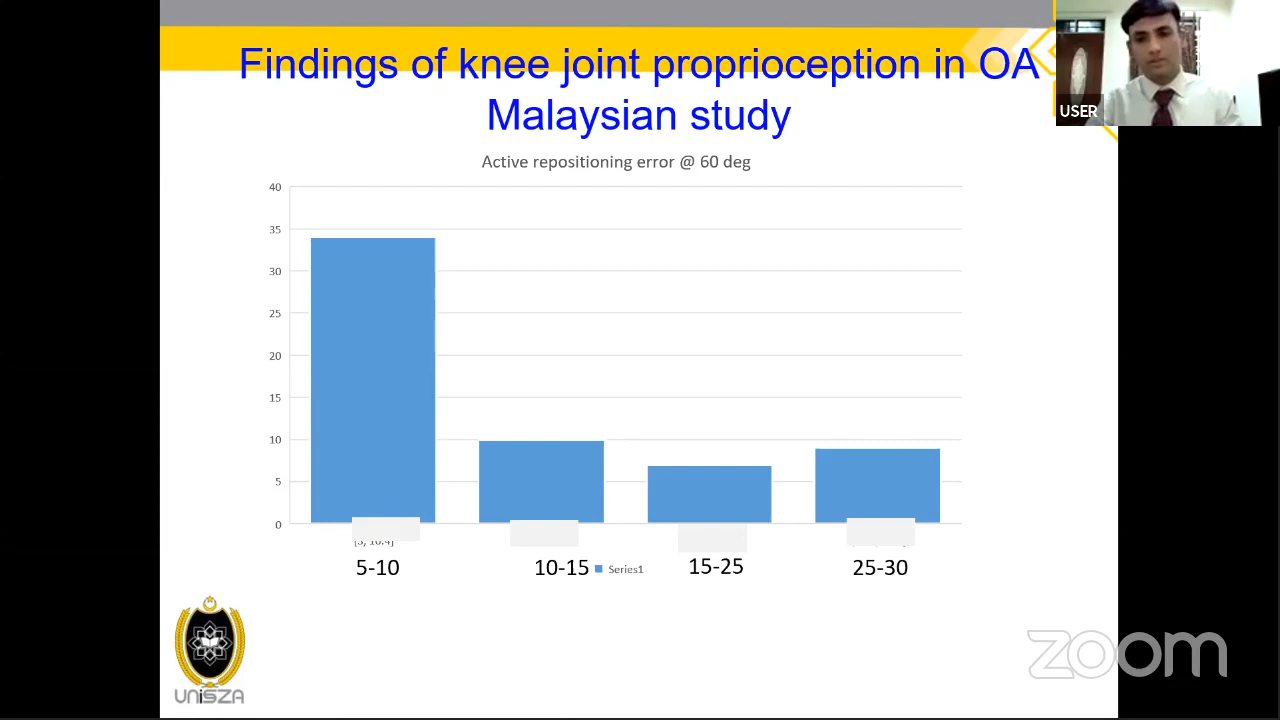 Findings of knee joint proprioception in OA
Malaysian study
USER
Active repositioning error @ 60 deg
40
35
30
25
20
15
10
5
0
5-10
10-15
Series1
15-25
25-30
UNiSZA
zoom